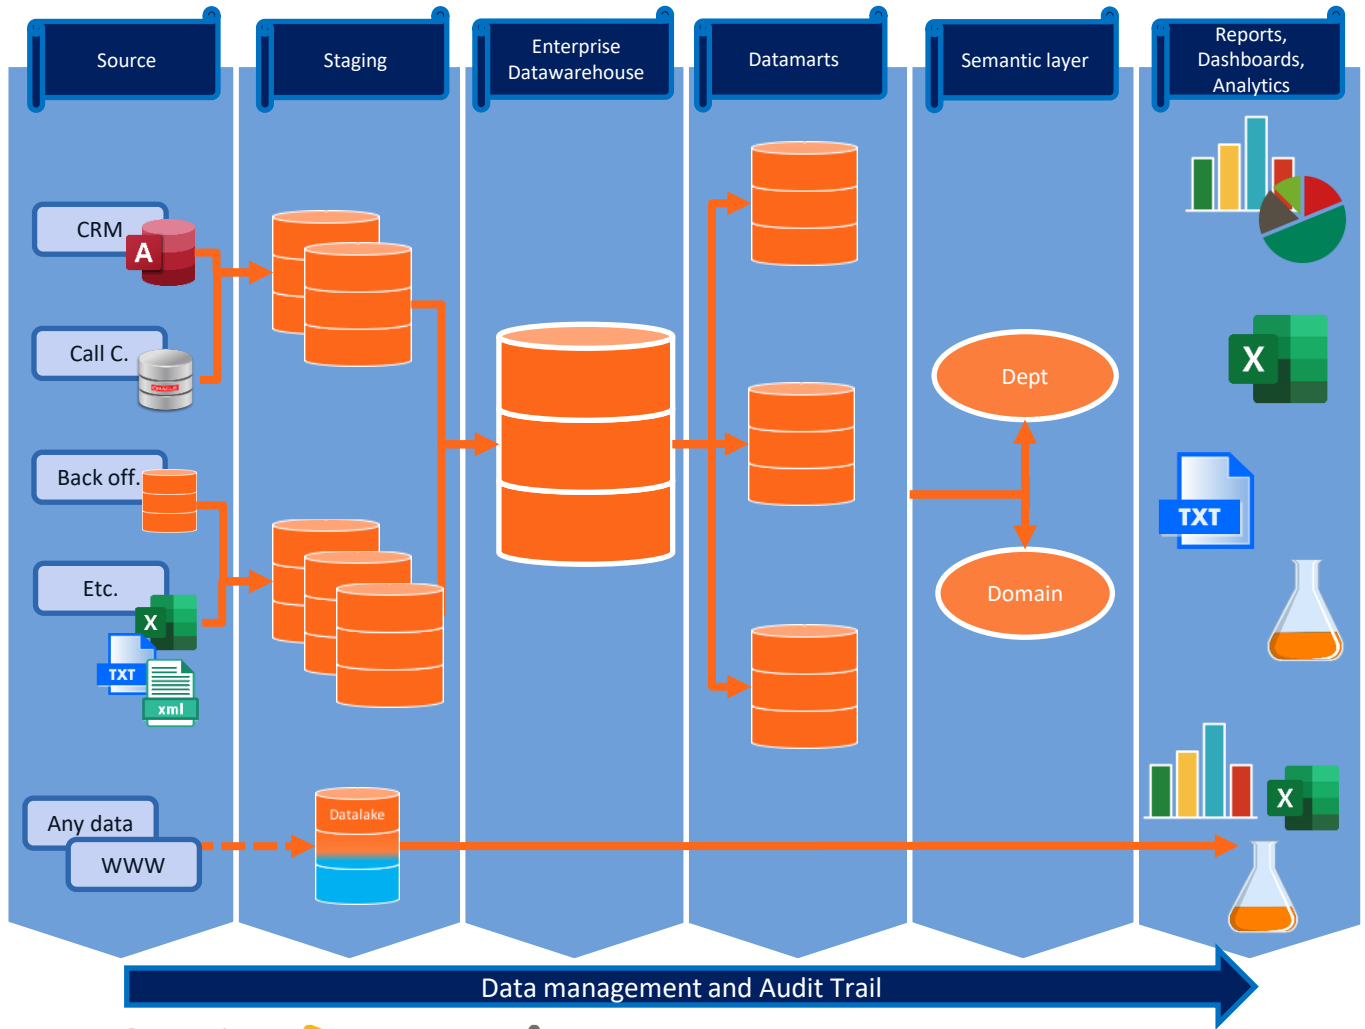 Source
Staging
Enterprise
Datawarehouse
Datamarts
Semantic layer
Reports,
Dashboards,
Analytics
CRM
A
Call C.
ORACLE
Back off.
Etc.
X
TXT
xml
Any data
WWW
Datalake
Dept
Domain
X
TXT
X
Data management and Audit Trail